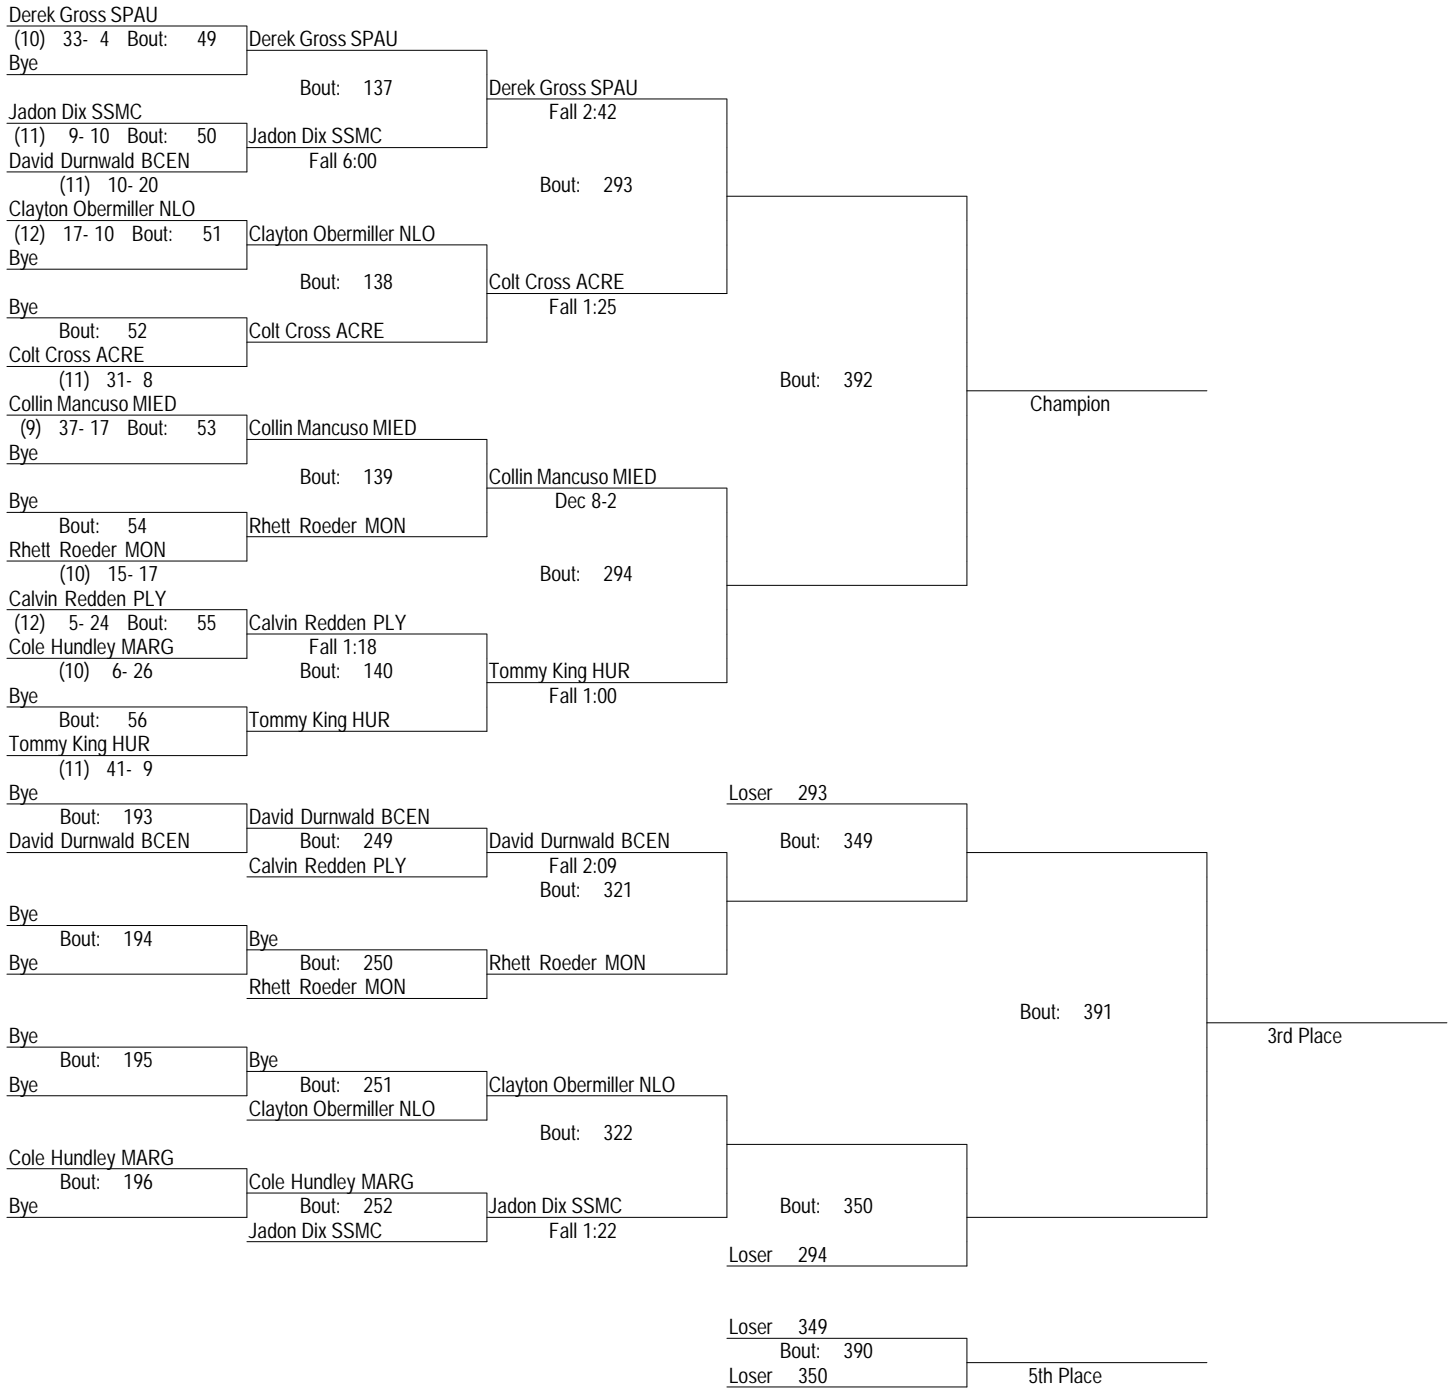 Derek Gross SPAU
(10) 33- 4 Bout: 49 Derek Gross SPAU
Bye
Bout: 137 Derek Gross SPAU
Jadon Dix SSMC Fall 2:42
(11) 9- 10 Bout: 50 Jadon Dix SSMC
David Durnwald BCEN Fall 6:00
(11) 10- 20 Bout: 293
Clayton Obermiller NLO
(12) 17- 10 Bout: 51 Clayton Obermiller NLO
Bye
Bout: 138 Colt Cross ACRE
Bye Fall 1:25
Bout: 52 Colt Cross ACRE
Colt Cross ACRE
(11) 31- 8 Bout: 392
Collin Mancuso MIED Champion
(9) 37- 17 Bout: 53 Collin Mancuso MIED
Bye
Bout: 139 Collin Mancuso MIED
Bye Dec 8-2
Bout: 54 Rhett Roeder MON
Rhett Roeder MON
(10) 15- 17 Bout: 294
Calvin Redden PLY
(12) 5- 24 Bout: 55 Calvin Redden PLY
Cole Hundley MARG Fall 1:18
(10) 6- 26 Bout: 140 Tommy King HUR
Bye Fall 1:00
Bout: 56 Tommy King HUR
Tommy King HUR
(11) 41- 9
Bye Loser 293
Bout: 193 David Durnwald BCEN
David Durnwald BCEN Bout: 249 David Durnwald BCEN Bout: 349
Calvin Redden PLY Fall 2:09
Bout: 321
Bye
Bout: 194 Bye
Bye Bout: 250 Rhett Roeder MON
Rhett Roeder MON
Bout: 391
Bye 3rd Place
Bout: 195 Bye
Bye Bout: 251 Clayton Obermiller NLO
Clayton Obermiller NLO
Bout: 322
Cole Hundley MARG
Bout: 196 Cole Hundley MARG
Bye Bout: 252 Jadon Dix SSMC Bout: 350
Jadon Dix SSMC Fall 1:22
Loser 294
Loser 349
Bout: 390
Loser 350 5th Place